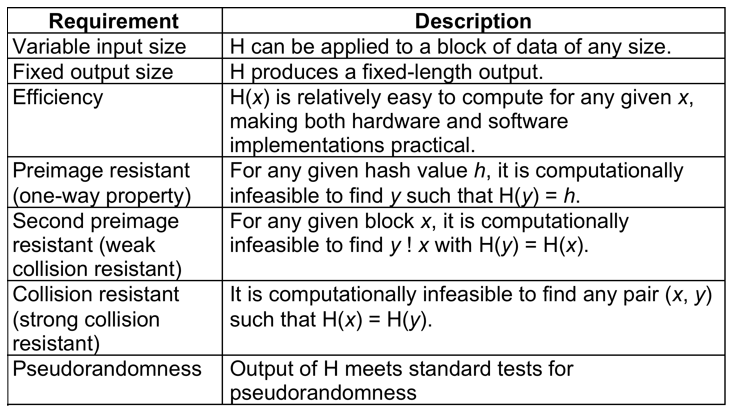 Requirement Description
Variable input size H can be applied to a block of data of any size.
Fixed output size H produces a fixed-length output.
Efficiency H(x) is relatively easy to compute for any given x,
making both hardware and software
implementations practical.
Preimage resistant For any given hash value h, it is computationally
(one-way property) infeasible to find y such that H(y) = h.
Second preimage For any given block x, it is computationally
resistant (weak infeasible to find y ! x with H(y) = H(x).
collision resistant)
Collision resistant It is computationally infeasible to find any pair (x, y)
(strong collision such that H(x) = H(y).
resistant)
Pseudorandomness Output of H meets standard tests for
pseudorandomness